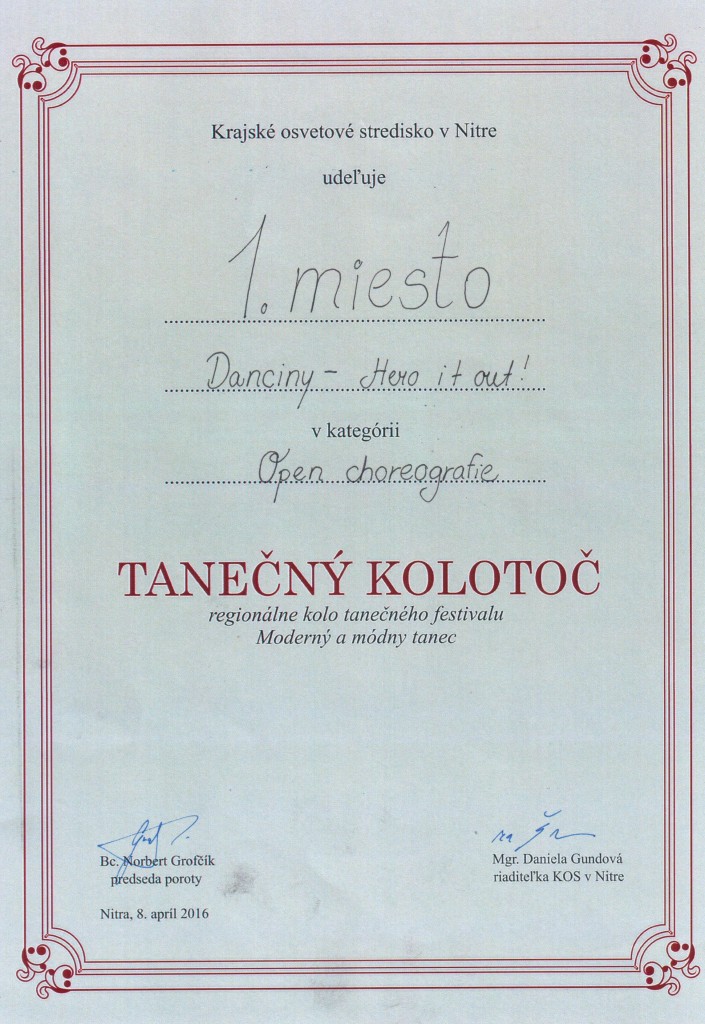 Krajské osvetové stredisko v Nitre
udeľuje
1. miesto
Danciny - Hero it out!
v kategórii
Open choreografie
TANEČNÝ KOLOTOČ
regionálne kolo tanečného festivalu
Moderný a módny tanec
Bc. Norbert Grofčík
predseda poroty
Mgr. Daniela Gundová
riaditeľka KOS v Nitre
Nitra, 8. apríl 2016